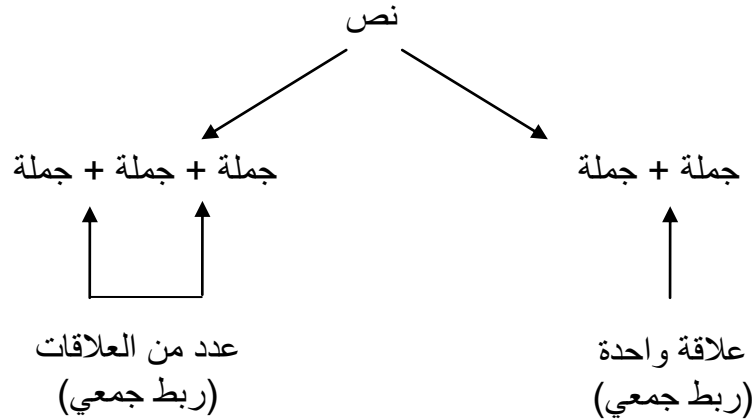 نص
جملة + جملة
جملة + جملة + جملة
علاقة واحدة
(ربط جمعي)
عدد من العلاقات
(ربط جمعي)